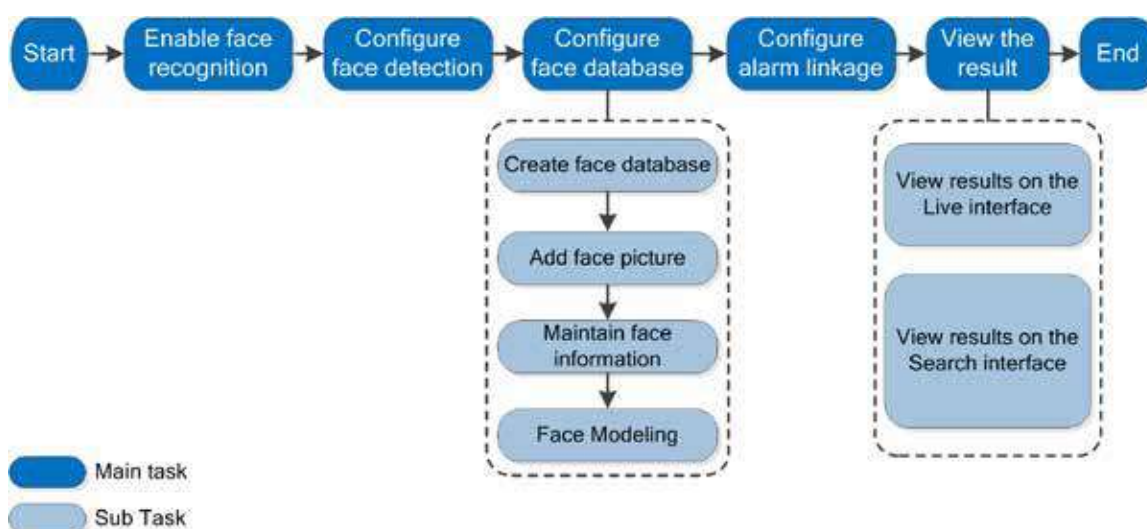 Start
Enable face
recognition
Configure
face detection
Configure
face database
Configure
alarm linkage
View the
result
End
Create face database
Add face picture
Maintain face
information
Face Modeling
View results on the
Live interface
View results on the
Search interface
Main task
Sub Task